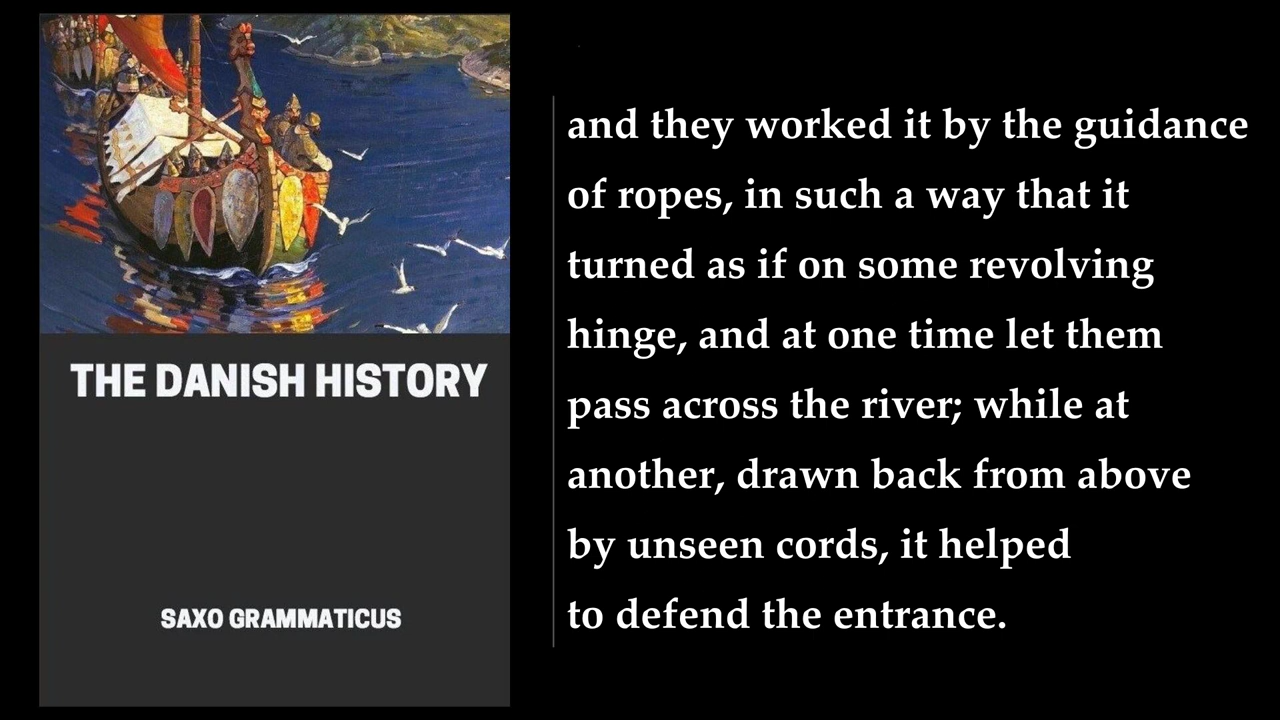 THE DANISH HISTORY
SAXO GRAMMATICUS
and they worked it by the guidance
of ropes, in such a way that it
turned as if on some revolving
hinge, and at one time let them
pass across the river; while at
another, drawn back from above
by unseen cords, it helped
to defend the entrance.